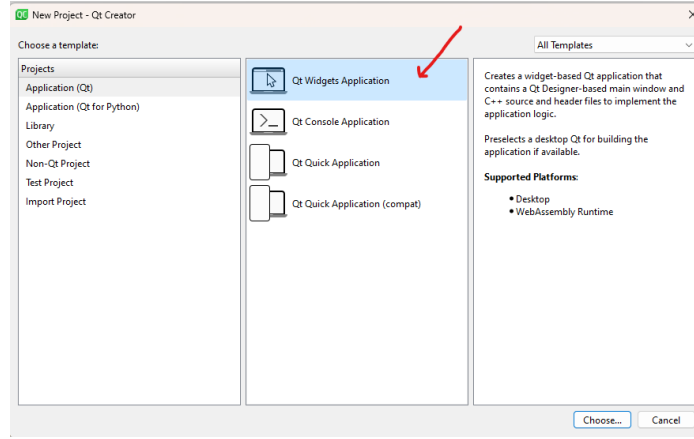 QC New Project - Qt Creator
Choose a template:
All Templates
Projects
Application (Qt)
Application (Qt for Python)
Library
Other Project
Non-Qt Project
Test Project
Import Project
Qt Widgets Application
Qt Console Application
Qt Quick Application
Qt Quick Application (compat)
Creates a widget-based Qt application that
contains a Qt Designer-based main window and
C++ source and header files to implement the
application logic.
Preselects a desktop Qt for building the
application if available.
Supported Platforms:
• Desktop
• WebAssembly Runtime
Choose...
Cancel